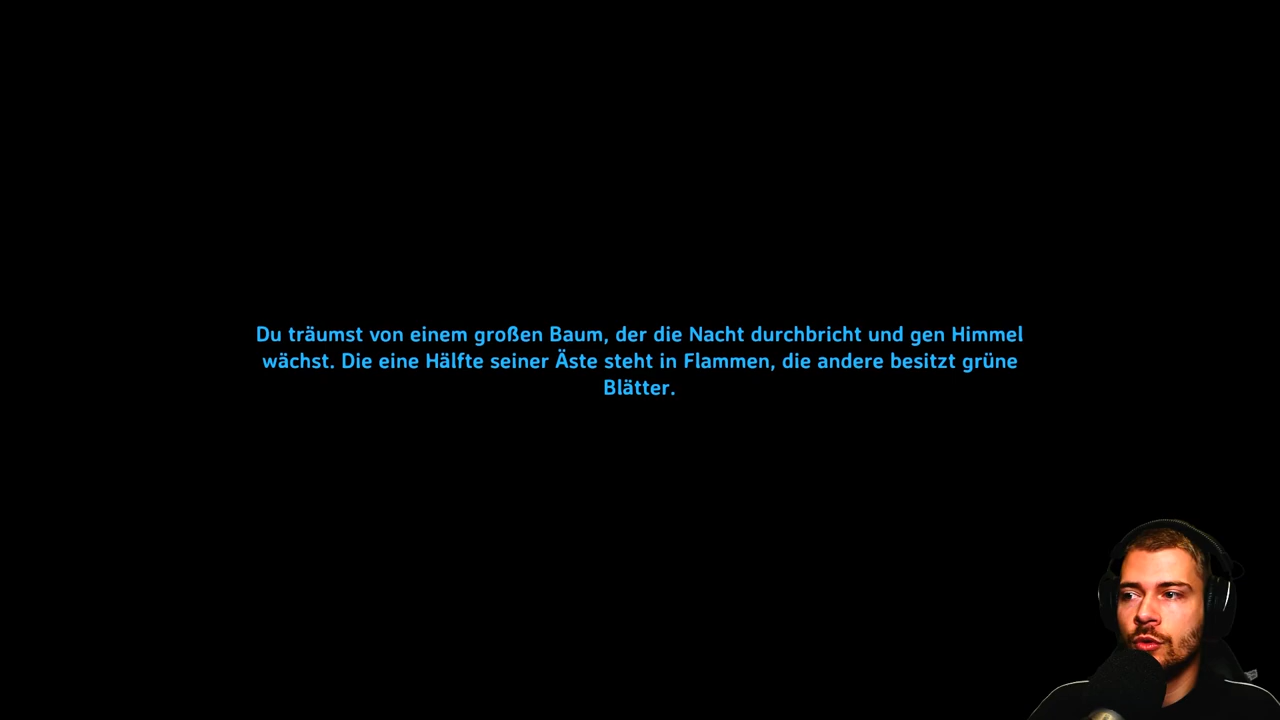 Du träumst von einem großen Baum, der die Nacht durchbricht und gen Himmel
wächst. Die eine Hälfte seiner Äste steht in Flammen, die andere besitzt grüne
Blätter.